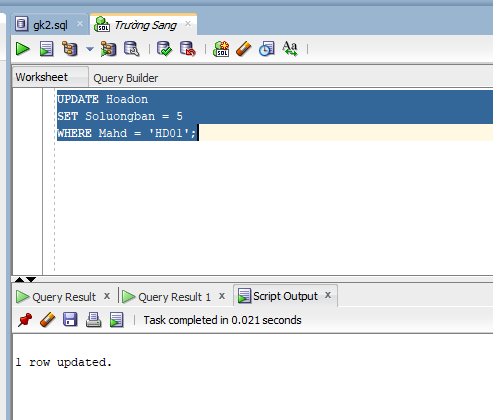 gk2.sql x Trường Sang x
Worksheet Query Builder
UPDATE Hoadon
SET Soluongban = 5
WHERE Mahd = 'HD01';
Query Result x Query Result 1 x Script Output x
Task completed in 0.021 seconds
1 row updated.